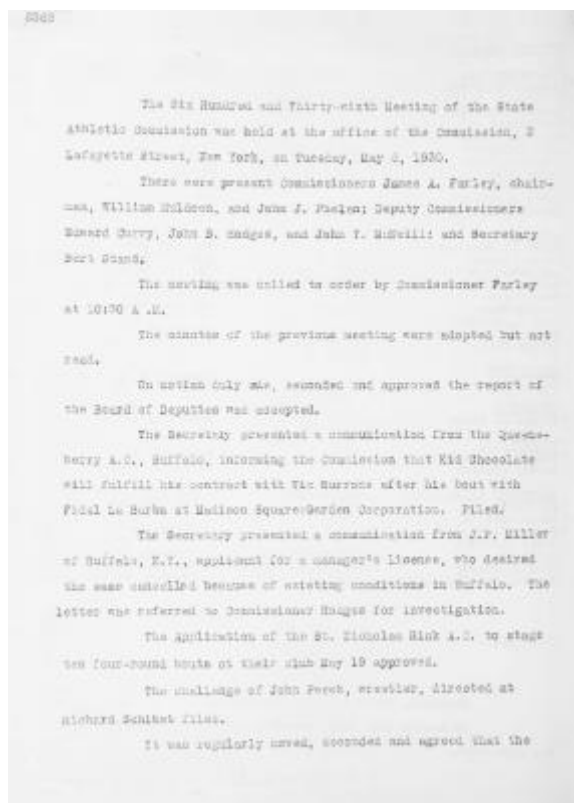 The Six Hundred and Thirty-ninth Meeting of the State
Athletic Commission was held at the office of the Commission, 2
Lafayette Street, New York, on Tuesday, May 6, 1930.
There were present Commissioners James A. Farley, chair-
man, William Muldoon, and John J. Phelan; Deputy Commissioners
Edward Curry, John B. Hanges, and John T. McNeill; and Secretary
Bert Stand.
The meeting was called to order by Commissioner Farley
at 10:30 A .M.
The minutes of the previous meeting were adopted but not
read.
On motion duly seconded and approved the report of
the Board of Deputies was accepted.
The Secretary presented a communication from the Queens-
berry A.C., Buffalo, informing the Commission that Kid Chocolate
will fulfill his contract with Vic Burrone after his bout with
Fidel La Barba at Madison Square Garden Corporation. Filed.
The Secretary presented a communication from J.P. Miller
of Buffalo, N.Y., applicant for a manager's License, who desired
the same cancelled because of existing conditions in Buffalo. The
letter was referred to Commissioner Hanges for investigation.
The Application of the St. Nicholas Rink A.C. to stage
ten four-round bouts at their club May 19 approved.
The challenge of John wrestler, directed at
Richard Schikat filed.
It was regularly moved, seconded and agreed that the